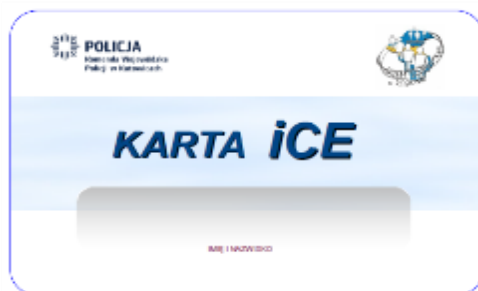 POLICJA
Komenda Wojewódzka
Policji w Katowicach
KARTA iCE
IMIĘ I NAZWISKO